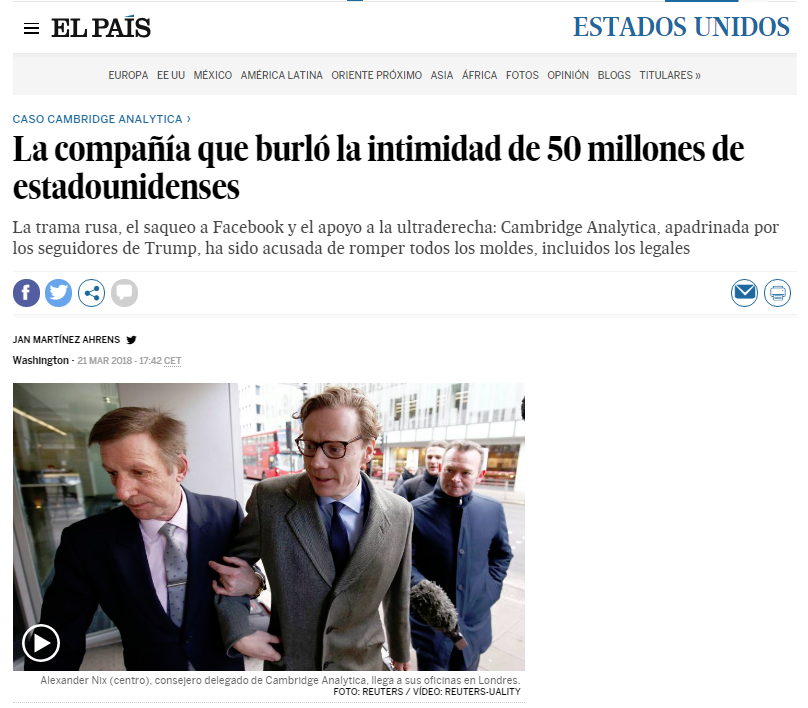 EL PAÍS
ESTADOS UNIDOS
EUROPA EE UU MÉXICO AMÉRICA LATINA ORIENTE PRÓXIMO ASIA ÁFRICA FOTOS OPINIÓN BLOGS TITULARES »
CASO CAMBRIDGE ANALYTICA ›
La compañía que burló la intimidad de 50 millones de
estadounidenses
La trama rusa, el saqueo a Facebook y el apoyo a la ultraderecha: Cambridge Analytica, apadrinada por
los seguidores de Trump, ha sido acusada de romper todos los moldes, incluidos los legales
JAN MARTÍNEZ AHRENS
Washington - 21 MAR 2018 - 17:42 CET
Alexander Nix (centro), consejero delegado de Cambridge Analytica, llega a sus oficinas en Londres.
FOTO: REUTERS / VÍDEO: REUTERS-UALITY